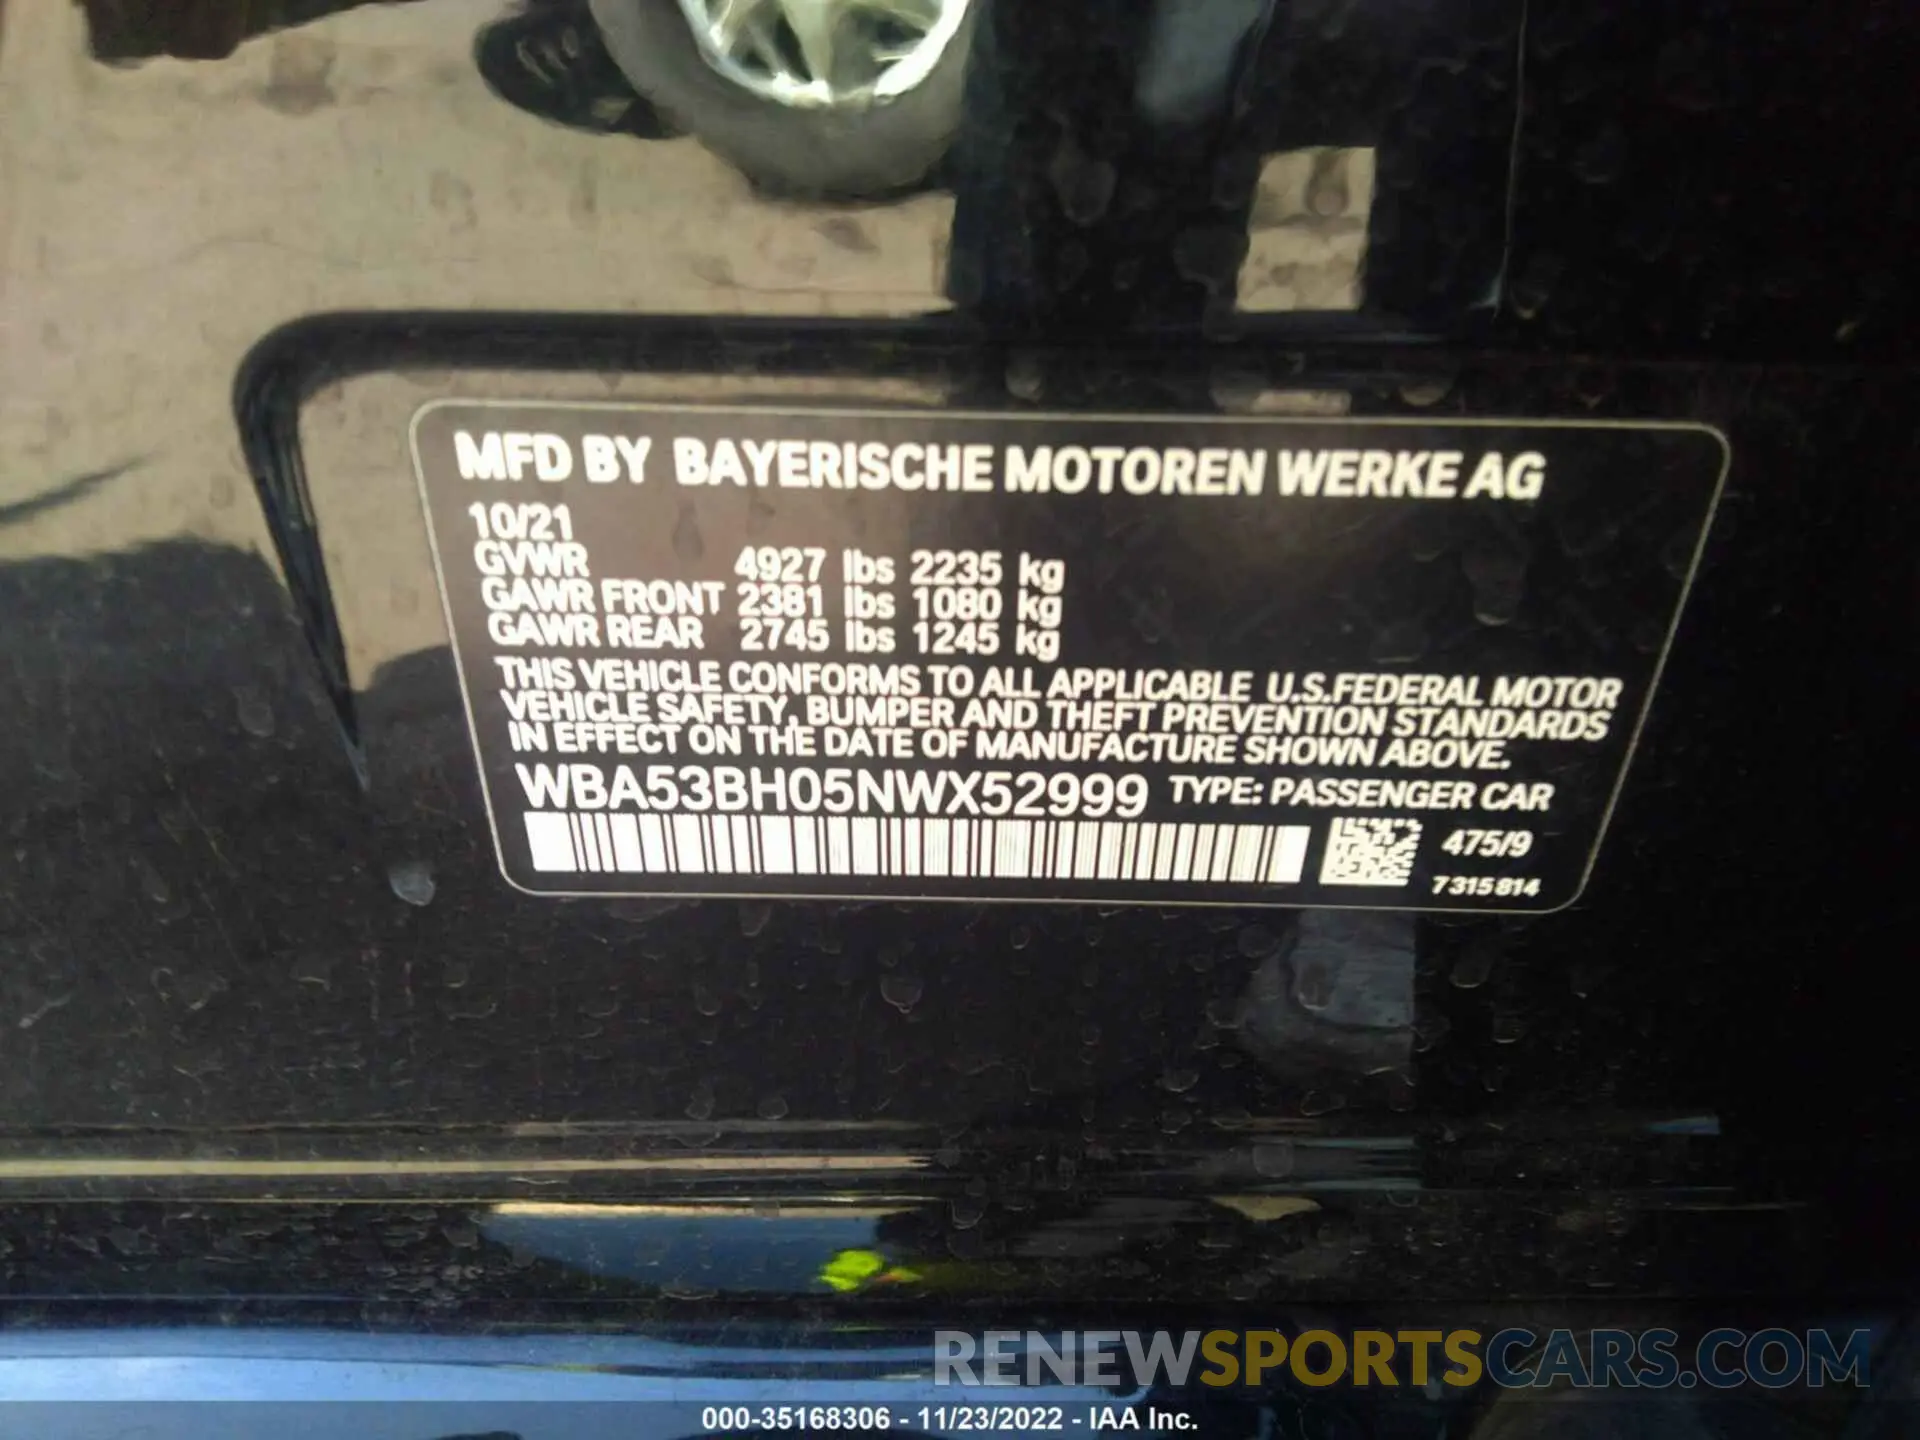 MFD BY BAYERISCHE MOTOREN WERKE AG
10/21
GVWR 4927 lbs 2235 kg
GAWR FRONT 2381 lbs 1080 kg
GAWR REAR 2745 lbs 1245 kg
THIS VEHICLE CONFORMS TO ALL APPLICABLE U.S.FEDERAL MOTOR
VEHICLE SAFETY, BUMPER AND THEFT PREVENTION STANDARDS
IN EFFECT ON THE DATE OF MANUFACTURE SHOWN ABOVE.
WBA53BH05NWX52999 TYPE: PASSENGER CAR
475/9
7 315 814
RENEWSPORTSCARS.COM
000-35168306 - 11/23/2022 - IAA Inc.